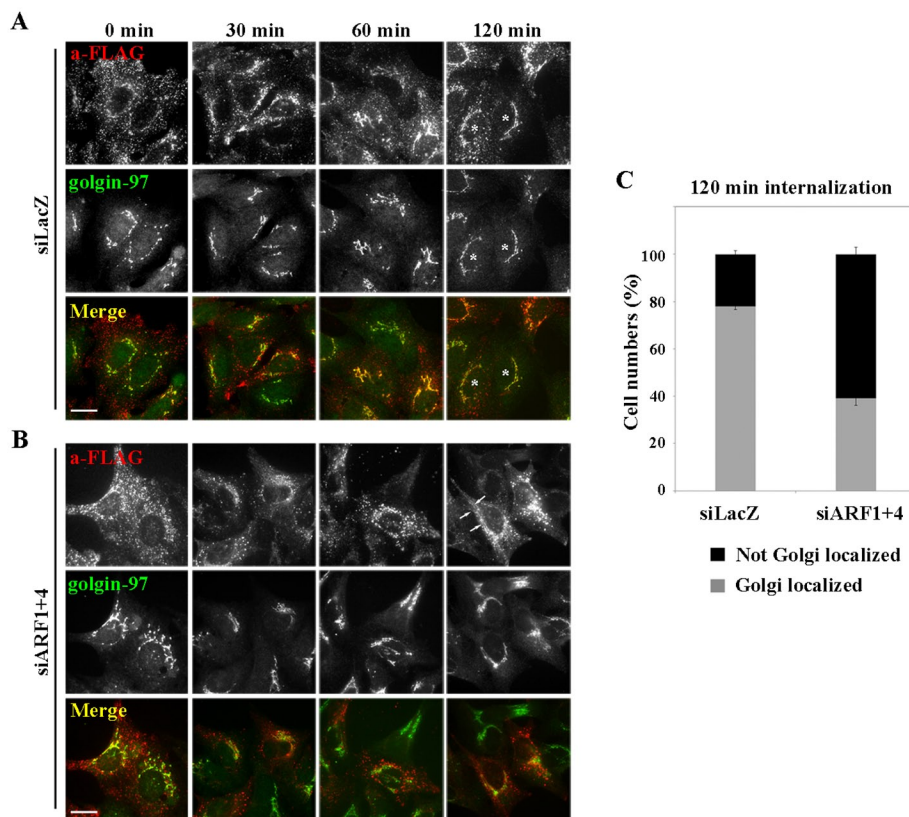 A
0 min 30 min 60 min 120 min
siLacZ
a-FLAG
* *
golgin-97
* *
Merge
* *
B
siARF1+4
a-FLAG
golgin-97
Merge
C
120 min internalization
Cell numbers (%)
100
80
60
40
20
0
siLacZ siARF1+4
Not Golgi localized
Golgi localized